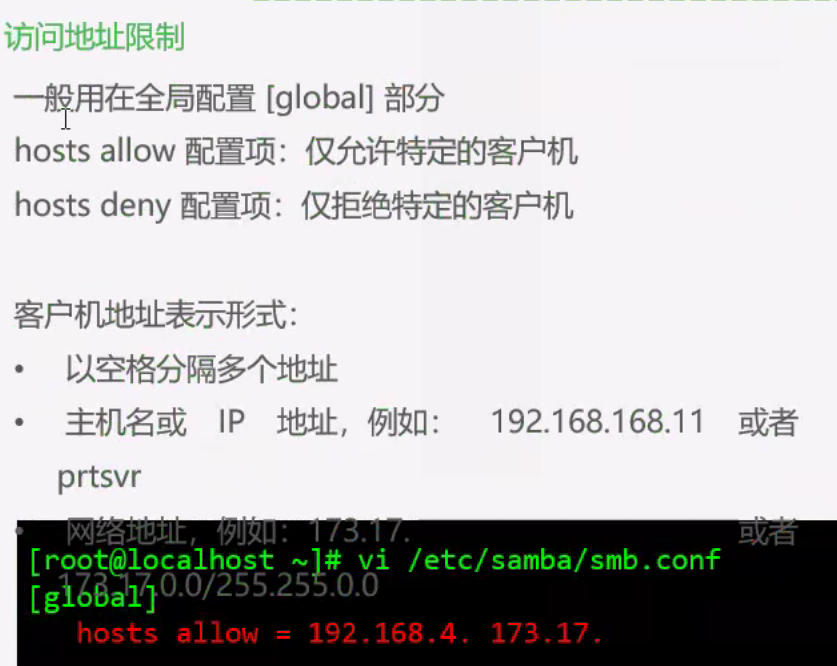 访问地址限制
一般用在全局配置 [global] 部分
hosts allow 配置项：仅允许特定的客户机
hosts deny 配置项：仅拒绝特定的客户机
客户机地址表示形式：
• 以空格分隔多个地址
• 主机名或 IP 地址，例如： 192.168.168.11 或者
prtsvr
• 网络地址，例如：173.17. 或者
[root@localhost ~]# vi /etc/samba/smb.conf
173.17.0.0/255.255.0.0
[global]
hosts allow = 192.168.4. 173.17.